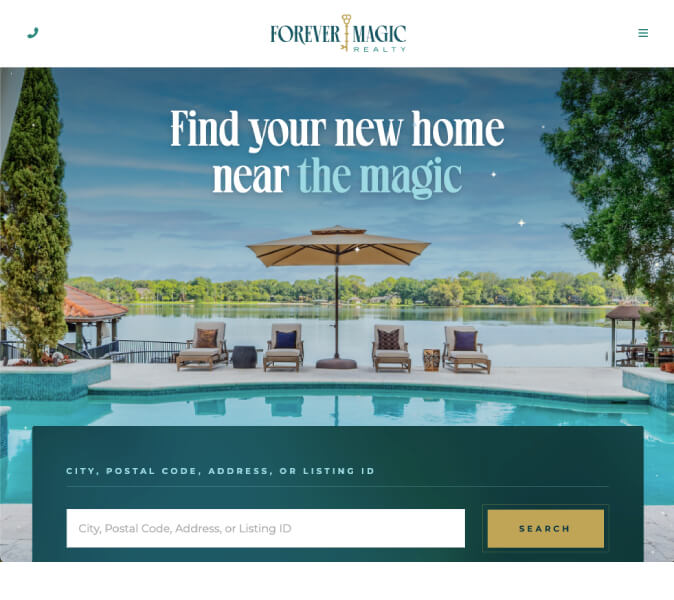 FOREVER MAGIC
REALTY
Find your new home
near the magic
CITY, POSTAL CODE, ADDRESS, OR LISTING ID
City, Postal Code, Address, or Listing ID
SEARCH